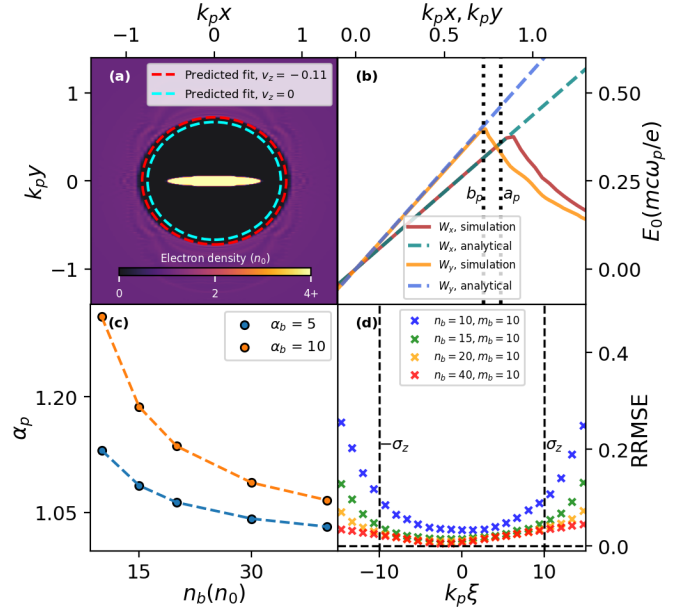 k_p x
k_p x, k_p y
−1 0 1
0.0 0.5 1.0
(a)
Predicted fit, v_z = −0.11
Predicted fit, v_z = 0
(b)
1
0
−1
k_p y
0.50
0.25
0.00
E_0(mcω_p/e)
b_p
a_p
W_x, simulation
W_x, analytical
W_y, simulation
W_y, analytical
Electron density (n_0)
0 2 4+
(c)
α_b = 5
α_b = 10
(d)
n_b = 10, m_b = 10
n_b = 15, m_b = 10
n_b = 20, m_b = 10
n_b = 40, m_b = 10
1.20
1.05
α_p
0.4
0.2
0.0
RRMSE
−σ_z
σ_z
15 30
−10 0 10
n_b(n_0)
k_p ξ